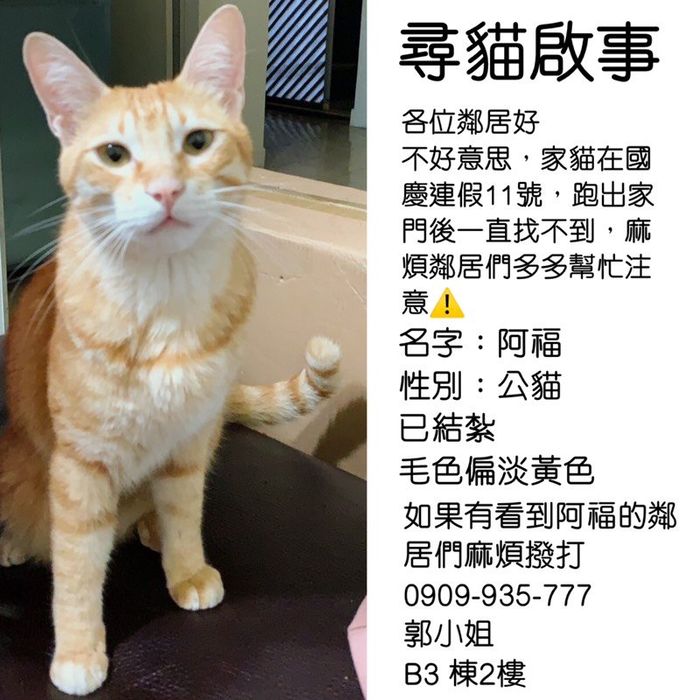 尋貓啟事
各位鄰居好
不好意思，家貓在國
慶連假11號，跑出家
門後一直找不到，麻
煩鄰居們多多幫忙注
意⚠️
名字：阿福
性別：公貓
已結紮
毛色偏淡黃色
如果有看到阿福的鄰
居們麻煩撥打
0909-935-777
郭小姐
B3 棟2樓